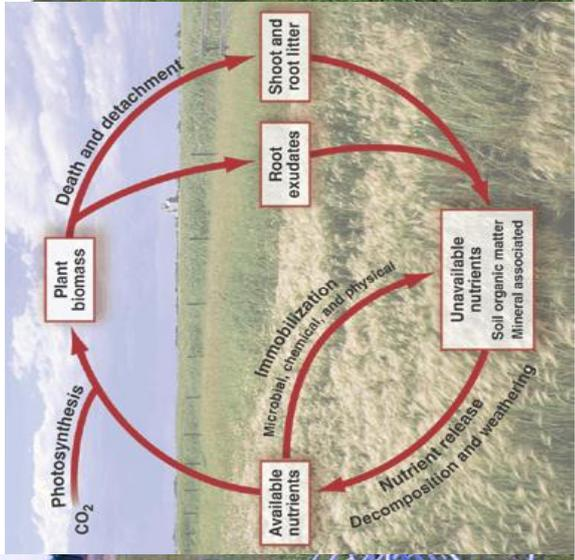 Photosynthesis
CO2
Plant
biomass
Death and detachment
Shoot and
root litter
Root
exudates
Unavailable
nutrients
Soil organic matter
Mineral associated
Immobilization
Microbial, chemical, and physical
Nutrient release
Decomposition and weathering
Available
nutrients